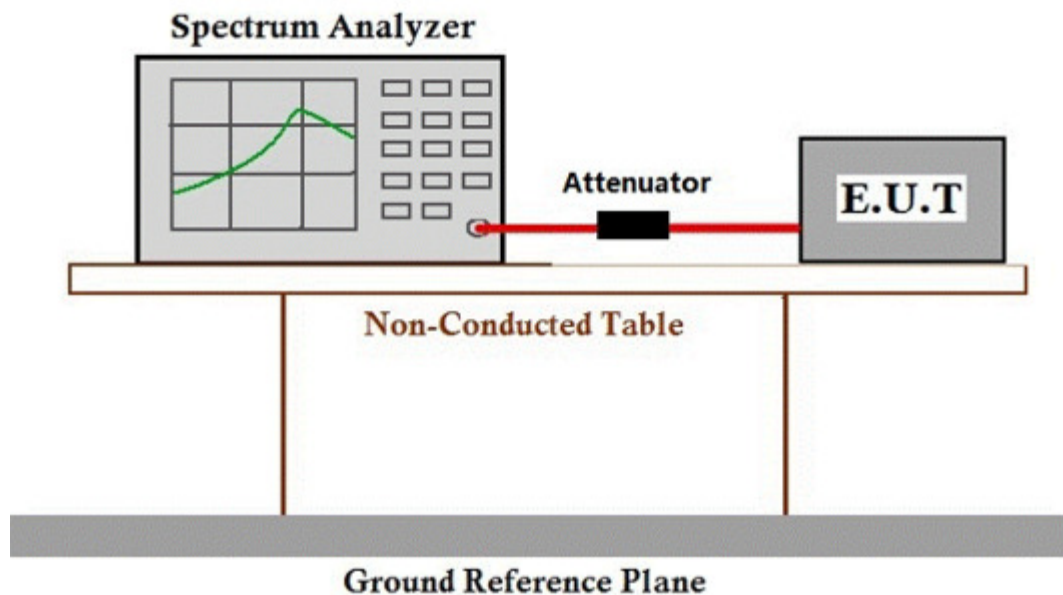 Spectrum Analyzer
Attenuator
E.U.T
Non-Conducted Table
Ground Reference Plane